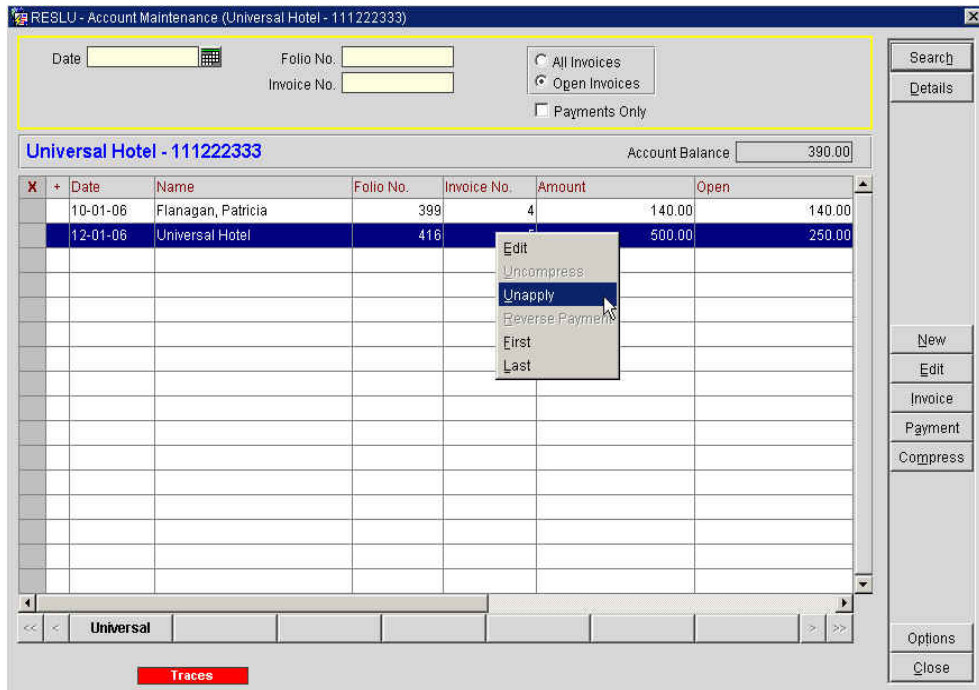 RESLU - Account Maintenance (Universal Hotel - 111222333)
Date Folio No. All Invoices
Invoice No. Open Invoices
Payments Only
Search
Details
Universal Hotel - 111222333 Account Balance 390.00
X + Date Name Folio No. Invoice No. Amount Open
10-01-06 Flanagan, Patricia 399 4 140.00 140.00
12-01-06 Universal Hotel 416 500.00 250.00
Edit
Uncompress
Unapply
Reverse Payment
First
Last
New
Edit
Invoice
Payment
Compress
<< < Universal > >>
Options
Close
Traces